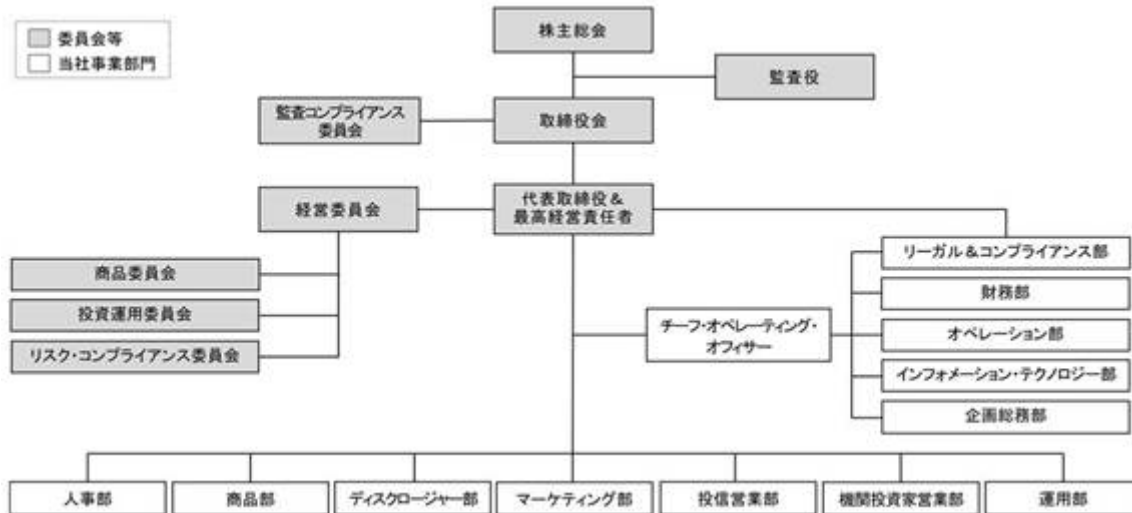 委員会等
当社事業部門
株主総会
監査役
監査コンプライアンス
委員会
取締役会
経営委員会
代表取締役＆
最高経営責任者
商品委員会
投資運用委員会
リスク・コンプライアンス委員会
チーフ・オペレーティング・
オフィサー
リーガル＆コンプライアンス部
財務部
オペレーション部
インフォメーション・テクノロジー部
企画総務部
人事部
商品部
ディスクロージャー部
マーケティング部
投信営業部
機関投資家営業部
運用部